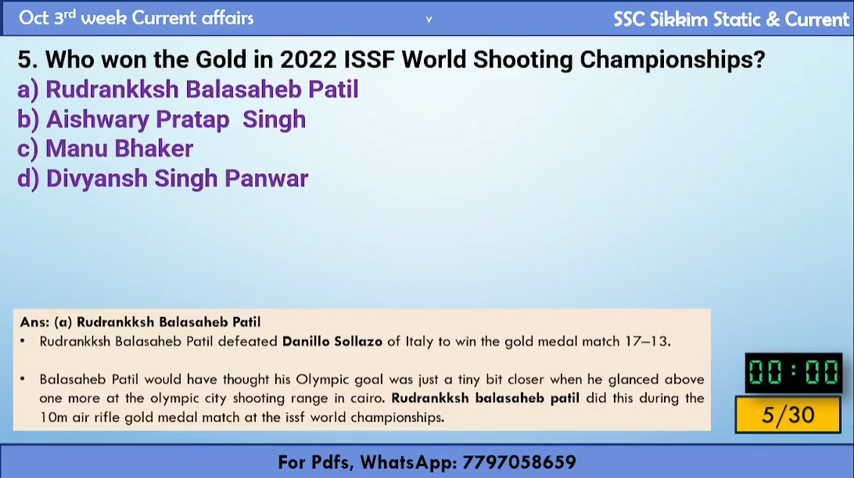 Oct 3rd week Current affairs
v
SSC Sikkim Static & Current
5. Who won the Gold in 2022 ISSF World Shooting Championships?
a) Rudrankksh Balasaheb Patil
b) Aishwary Pratap Singh
c) Manu Bhaker
d) Divyansh Singh Panwar
Ans: (a) Rudrankksh Balasaheb Patil
• Rudrankksh Balasaheb Patil defeated Danillo Sollazo of Italy to win the gold medal match 17–13.
• Balasaheb Patil would have thought his Olympic goal was just a tiny bit closer when he glanced above
one more at the olympic city shooting range in cairo. Rudrankksh balasaheb patil did this during the
10m air rifle gold medal match at the issf world championships.
00:00
5/30
For Pdfs, WhatsApp: 7797058659